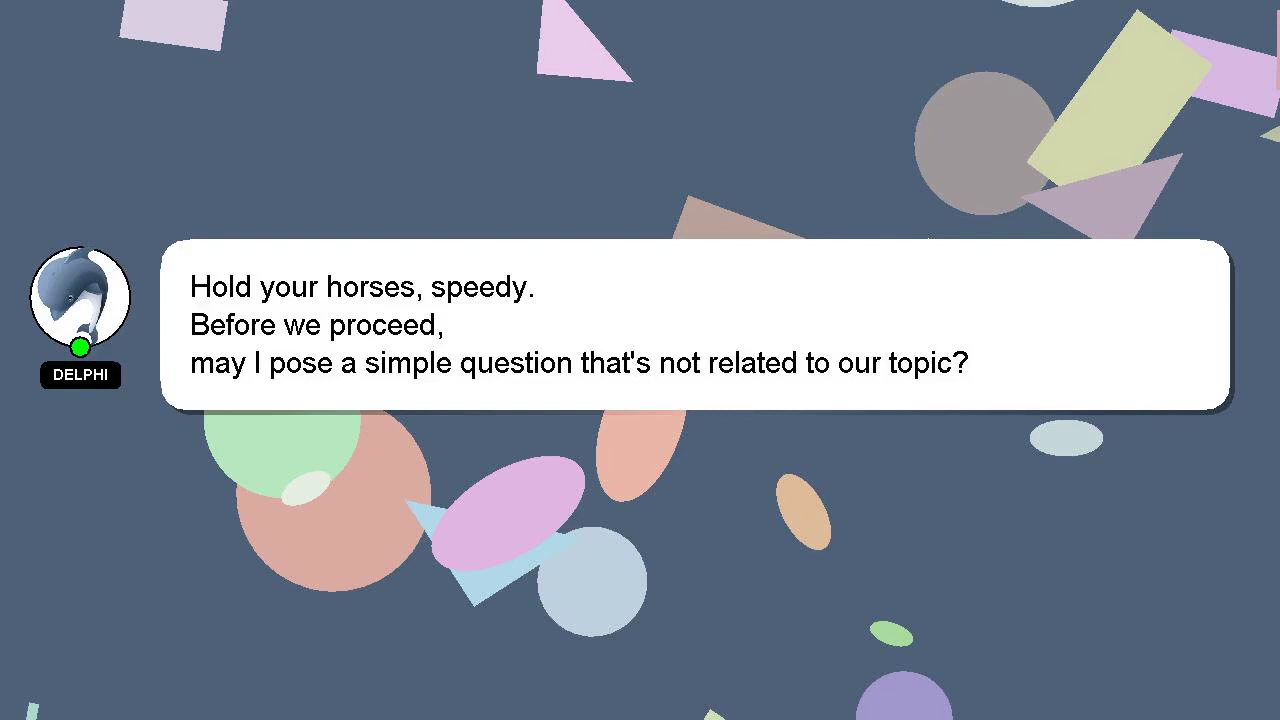 Hold your horses, speedy.
Before we proceed,
may I pose a simple question that's not related to our topic?
DELPHI